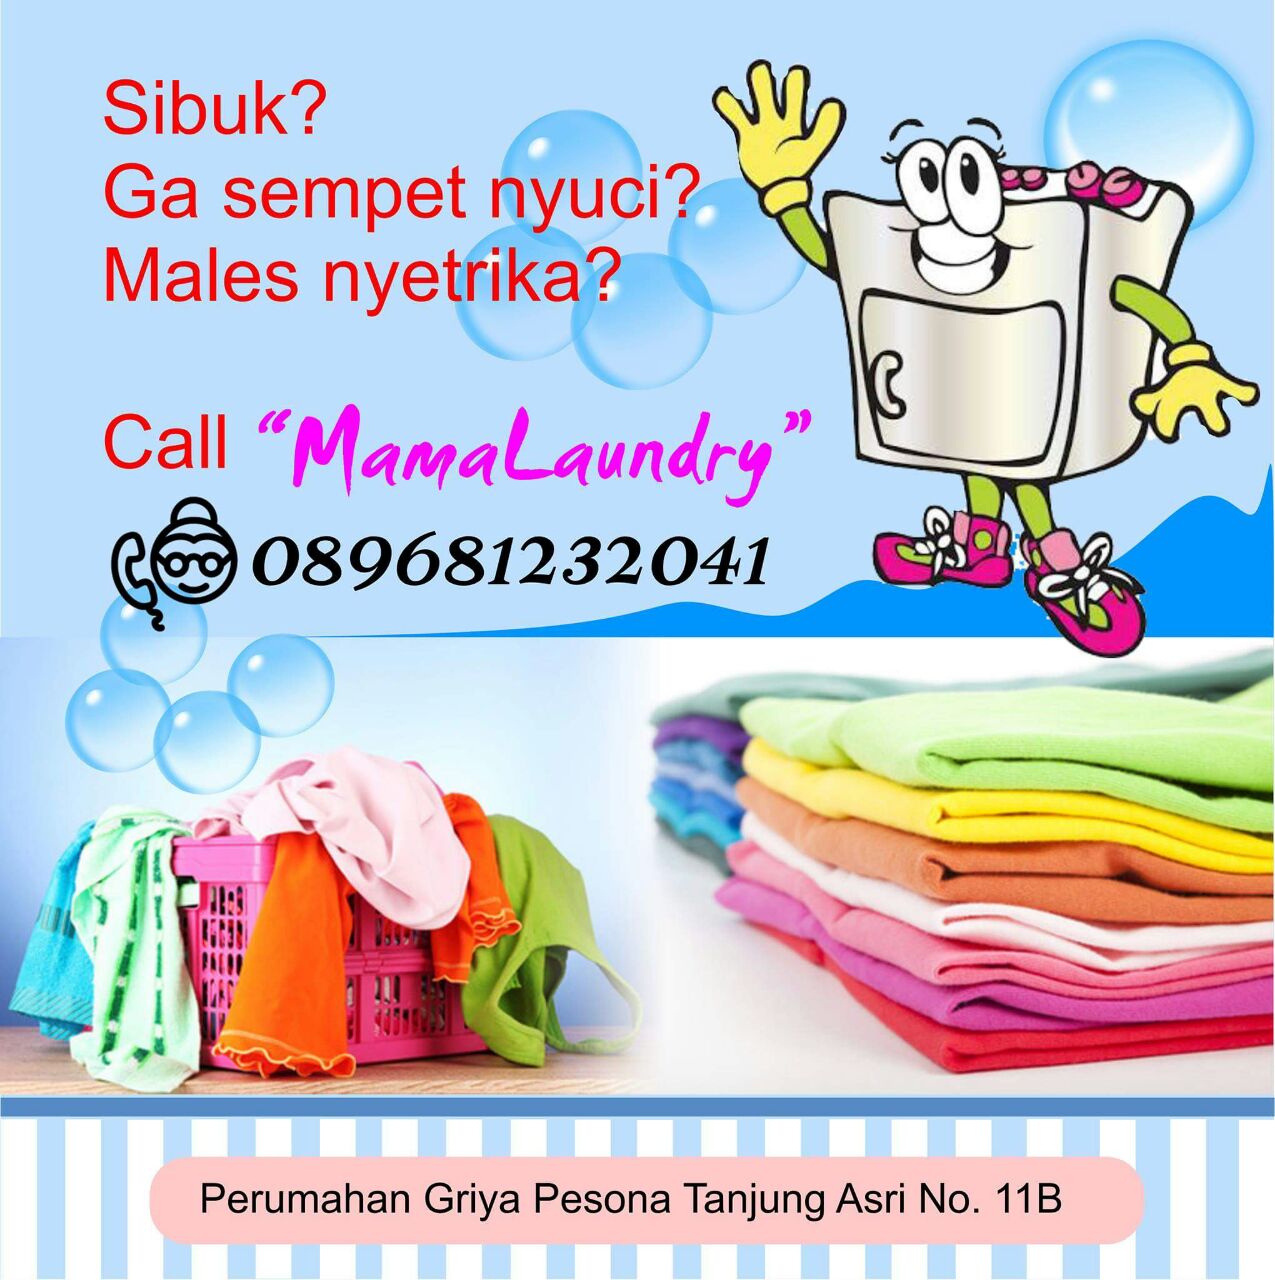 Sibuk?
Ga sempet nyuci?
Males nyetrika?
Call “MamaLaundry”
089681232041
Perumahan Griya Pesona Tanjung Asri No. 11B